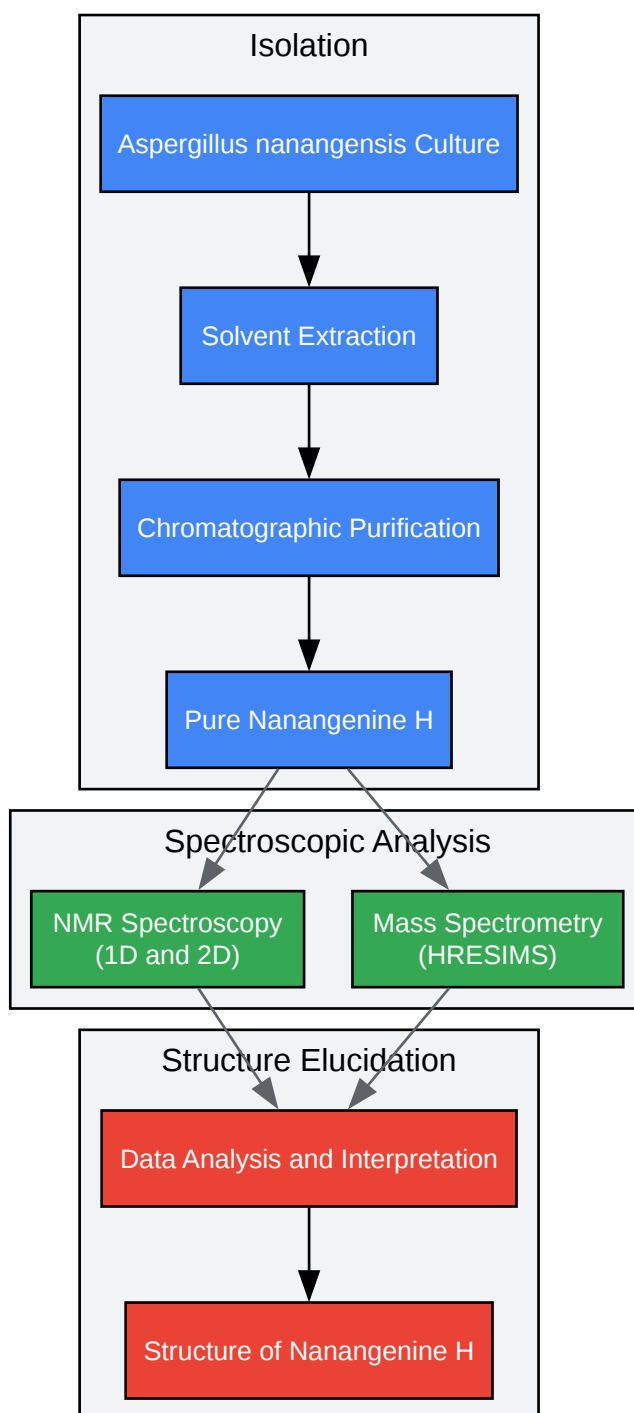 Isolation
Aspergillus nanangensis Culture
Solvent Extraction
Chromatographic Purification
Pure Nanangenine H
Spectroscopic Analysis
NMR Spectroscopy
(1D and 2D)
Mass Spectrometry
(HRESIMS)
Structure Elucidation
Data Analysis and Interpretation
Structure of Nanangenine H